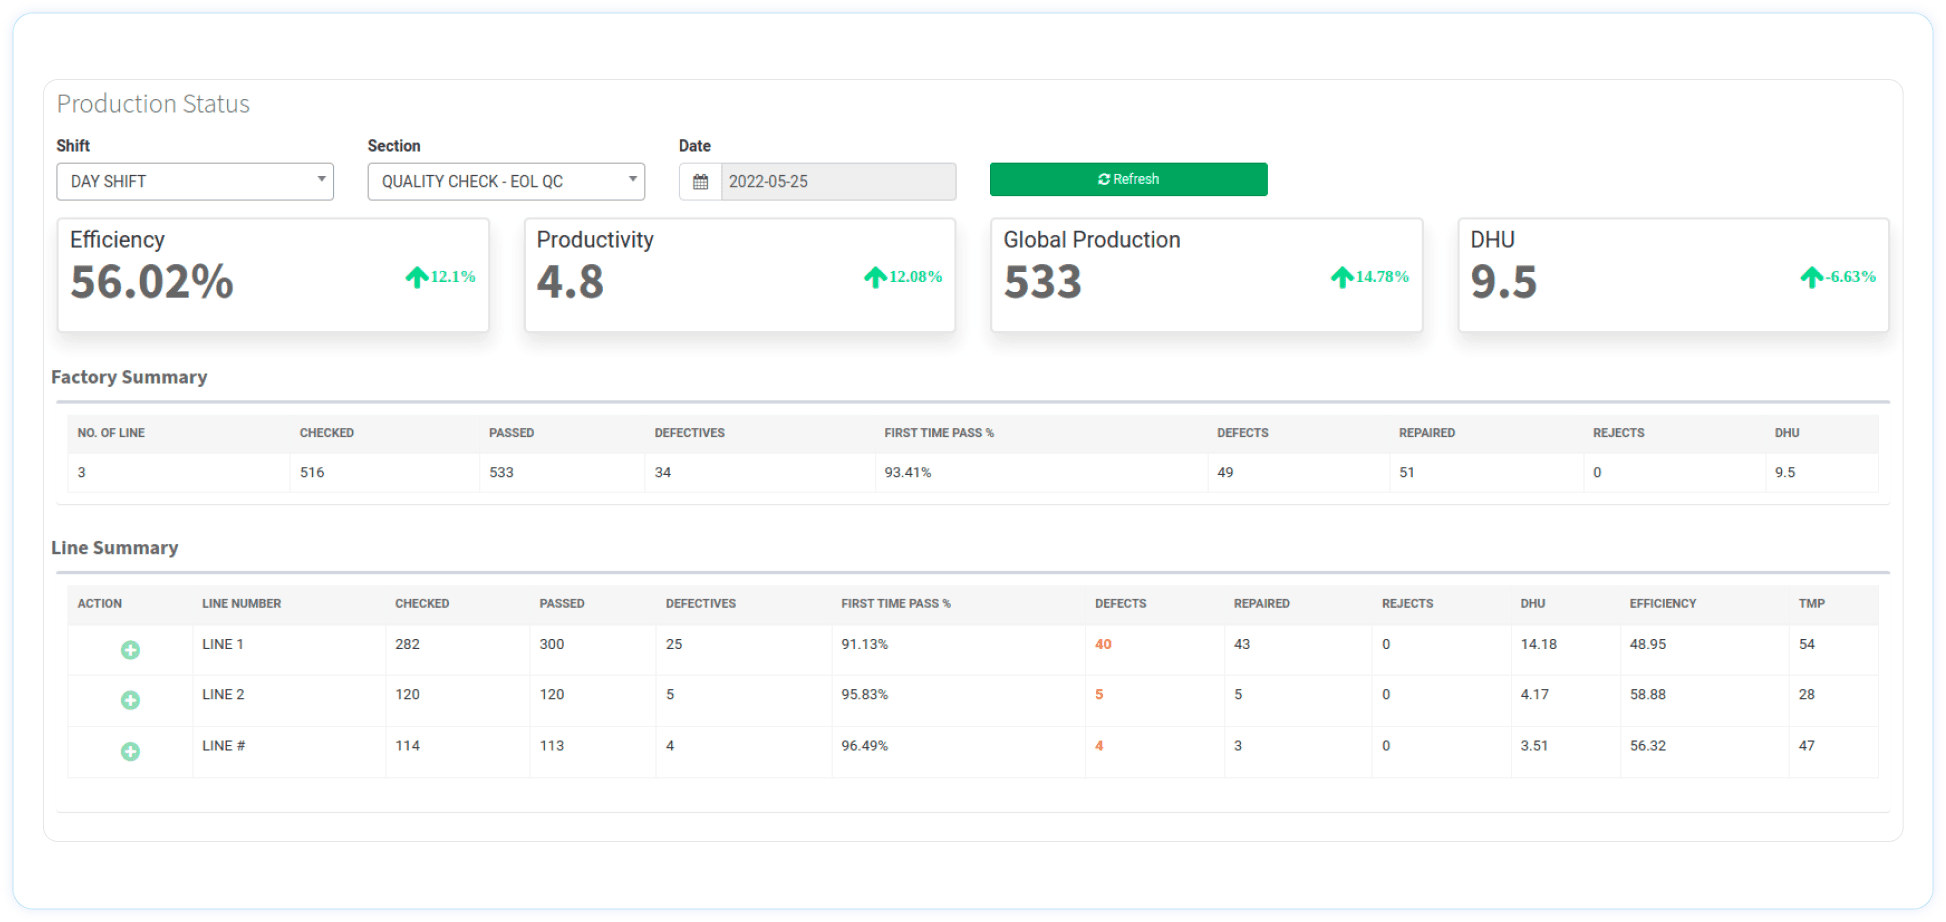 Production Status
Shift Section Date
DAY SHIFT QUALITY CHECK - EOL QC 2022-05-25 Refresh
Efficiency Productivity Global Production DHU
56.02% 12.1% 4.8 12.08% 533 14.78% 9.5 -6.63%
Factory Summary
NO. OF LINE CHECKED PASSED DEFECTIVES FIRST TIME PASS % DEFECTS REPAIRED REJECTS DHU
3 516 533 34 93.41% 49 51 0 9.5
Line Summary
ACTION LINE NUMBER CHECKED PASSED DEFECTIVES FIRST TIME PASS % DEFECTS REPAIRED REJECTS DHU EFFICIENCY TMP
LINE 1 282 300 25 91.13% 40 43 0 14.18 48.95 54
LINE 2 120 120 5 95.83% 5 5 0 4.17 58.88 28
LINE # 114 113 4 96.49% 4 3 0 3.51 56.32 47